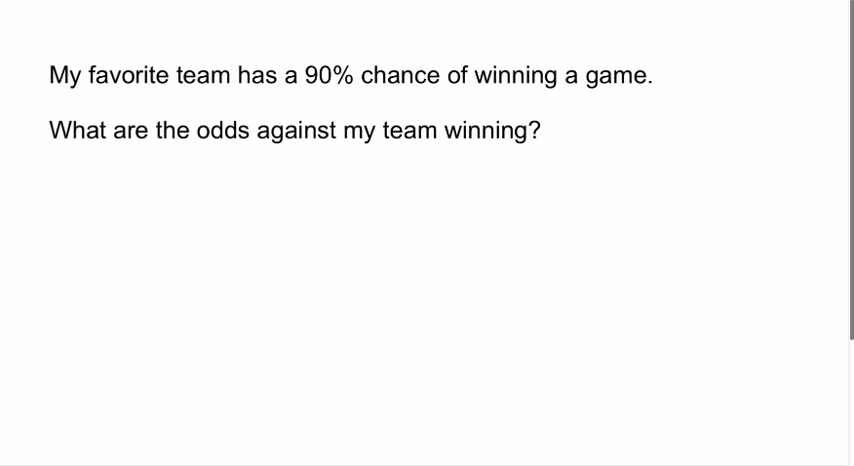 My favorite team has a 90% chance of winning a game.
What are the odds against my team winning?